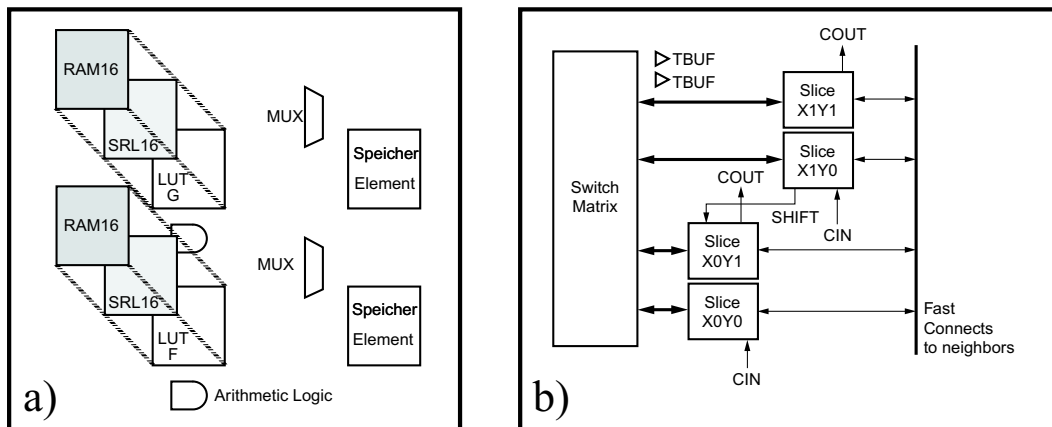 RAM16
SRL16
LUT
G
MUX
Speicher
Element
RAM16
SRL16
LUT
F
MUX
Speicher
Element
Arithmetic Logic
a)
COUT
TBUF
TBUF
Slice
X1Y1
Slice
X1Y0
Switch
Matrix
COUT
SHIFT
CIN
Slice
X0Y1
Slice
X0Y0
CIN
Fast
Connects
to neighbors
b)